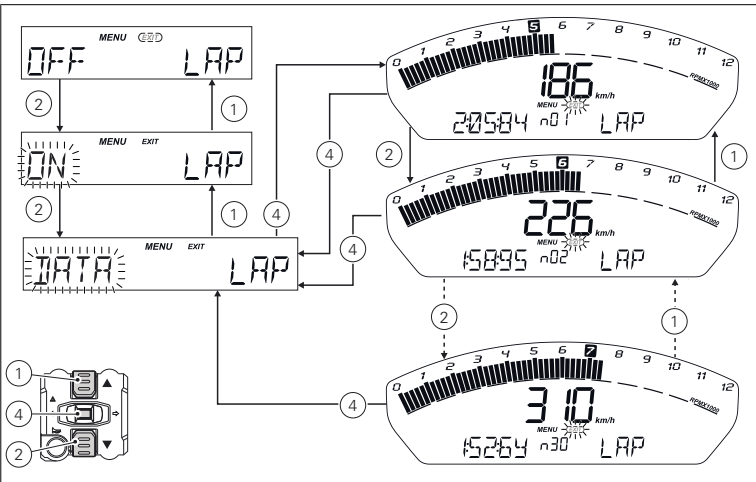 MENU EXIT
OFF LAP
2 1
MENU EXIT
ON LAP
2 1 4
MENU EXIT
DATA LAP
0 1 2 3 4 5 6 7 8 9 10 11 12
RPMX1000
186 km/h
MENU EXIT
2:05:84 n01 LAP
4 2 1
0 1 2 3 4 5 6 7 8 9 10 11 12
RPMX1000
226 km/h
MENU EXIT
1:58:95 n02 LAP
4
2 1
0 1 2 3 4 5 6 7 8 9 10 11 12
RPMX1000
310 km/h
MENU EXIT
1:52:64 n30 LAP
4
1
4
2